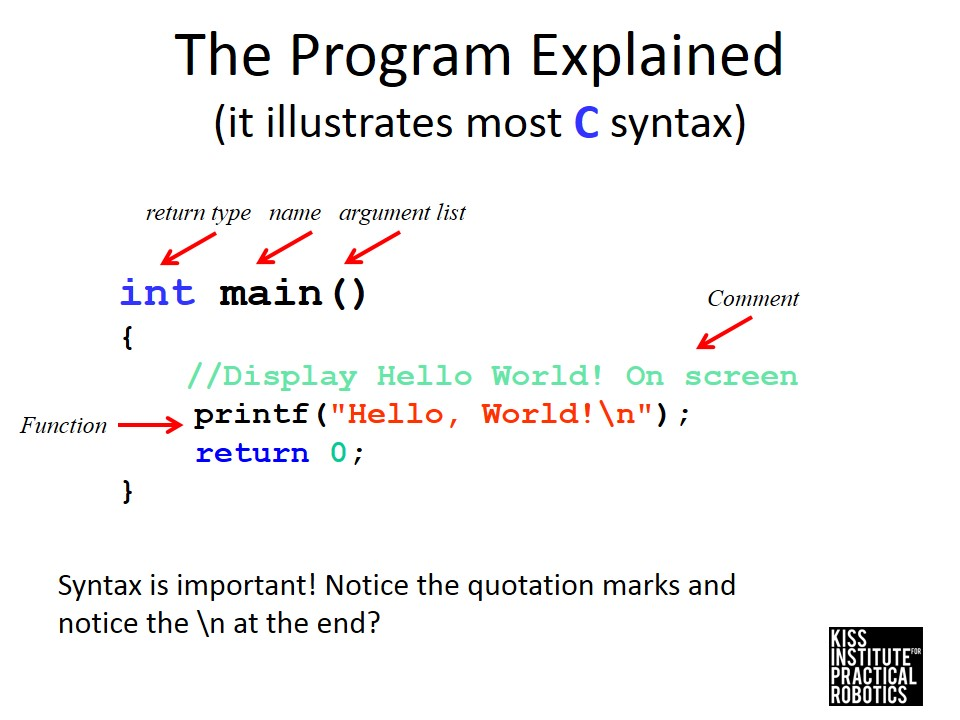 The Program Explained
(it illustrates most C syntax)
return type name argument list
int main()
Comment
{
//Display Hello World! On screen
printf("Hello, World!\n");
Function
return 0;
}
Syntax is important! Notice the quotation marks and
notice the \n at the end?
KISS
INSTITUTE FOR
PRACTICAL
ROBOTICS